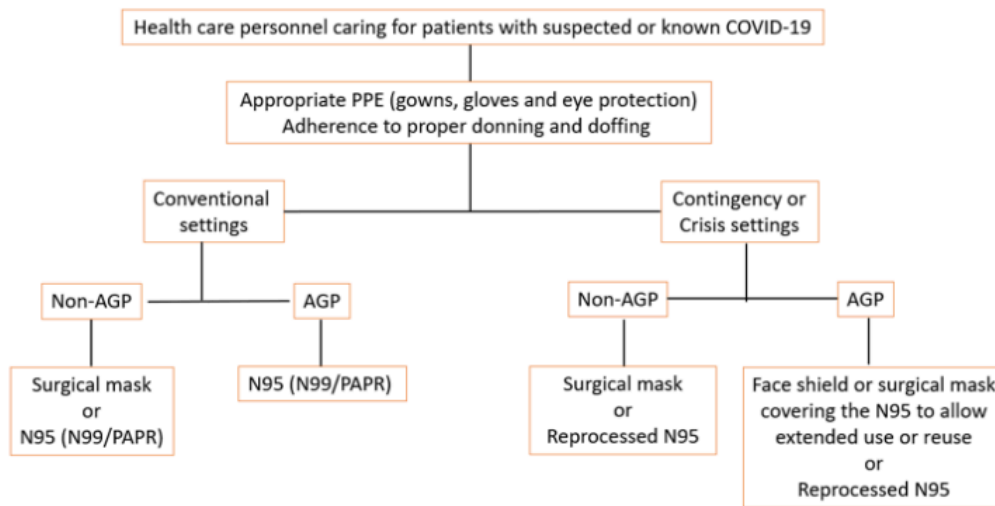 Health care personnel caring for patients with suspected or known COVID-19
Appropriate PPE (gowns, gloves and eye protection)
Adherence to proper donning and doffing
Conventional
settings
Contingency or
Crisis settings
Non-AGP
AGP
Non-AGP
AGP
Surgical mask
or
N95 (N99/PAPR)
N95 (N99/PAPR)
Surgical mask
or
Reprocessed N95
Face shield or surgical mask
covering the N95 to allow
extended use or reuse
or
Reprocessed N95